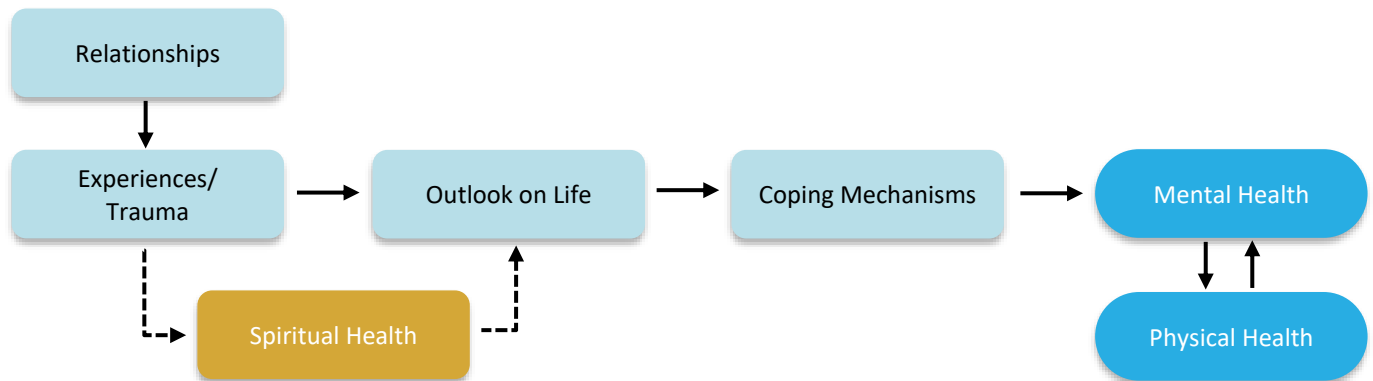 Relationships
Experiences/
Trauma
Outlook on Life
Coping Mechanisms
Mental Health
Spiritual Health
Physical Health